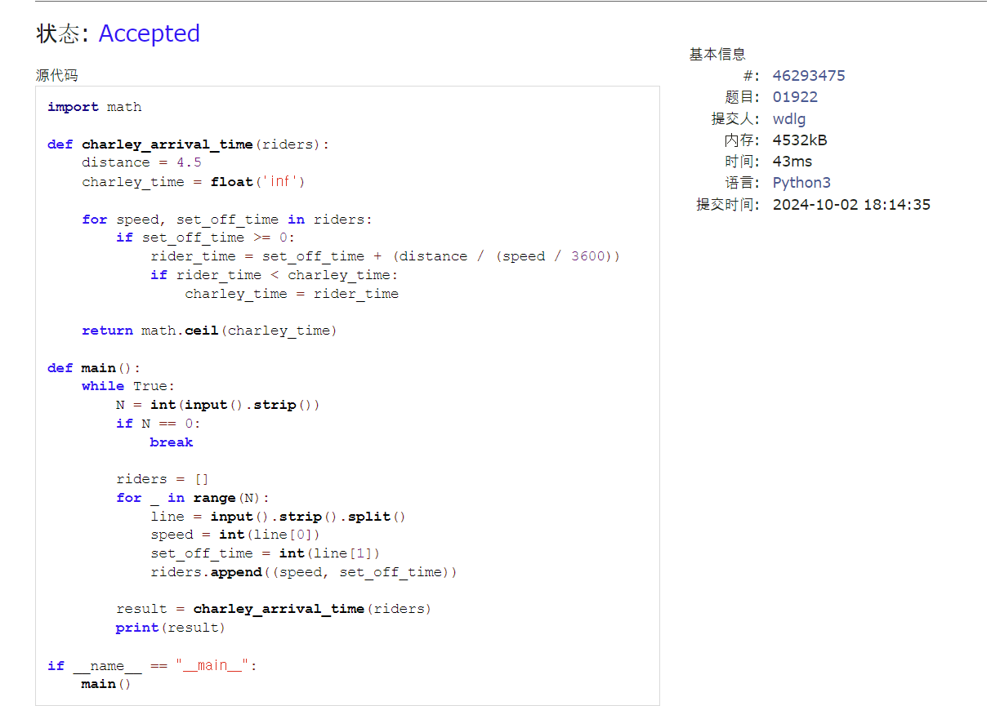 状态: Accepted
源代码
import math
def charley_arrival_time(riders):
    distance = 4.5
    charley_time = float('inf')
    for speed, set_off_time in riders:
        if set_off_time >= 0:
            rider_time = set_off_time + (distance / (speed / 3600))
            if rider_time < charley_time:
                charley_time = rider_time
    return math.ceil(charley_time)
def main():
    while True:
        N = int(input().strip())
        if N == 0:
            break
        riders = []
        for _ in range(N):
            line = input().strip().split()
            speed = int(line[0])
            set_off_time = int(line[1])
            riders.append((speed, set_off_time))
        result = charley_arrival_time(riders)
        print(result)
if __name__ == "__main__":
    main()
基本信息
#: 46293475
题目: 01922
提交人: wdlg
内存: 4532kB
时间: 43ms
语言: Python3
提交时间: 2024-10-02 18:14:35